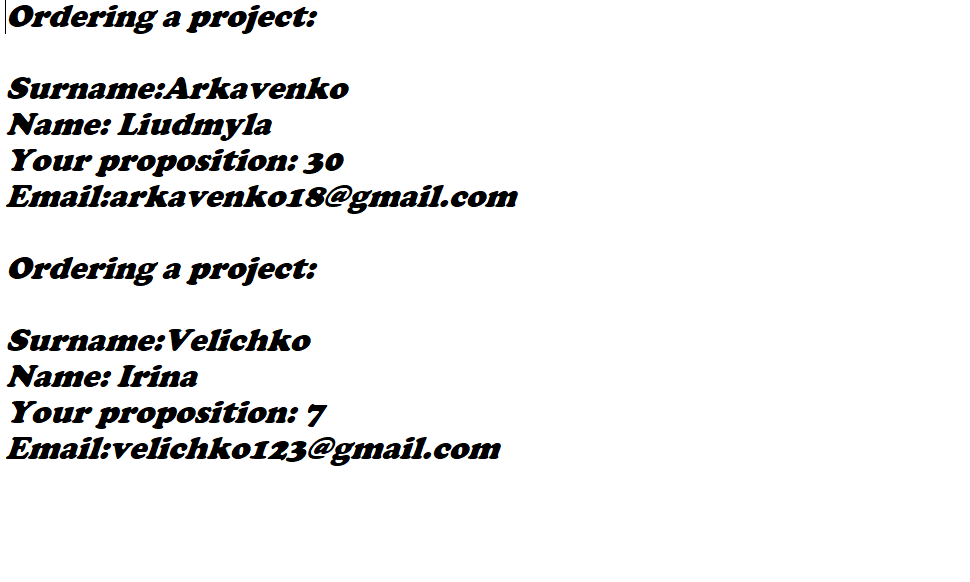 Ordering a project:
Surname:Arkavenko
Name: Liudmyla
Your proposition: 30
Email:arkavenko18@gmail.com
Ordering a project:
Surname:Velichko
Name: Irina
Your proposition: 7
Email:velichko123@gmail.com